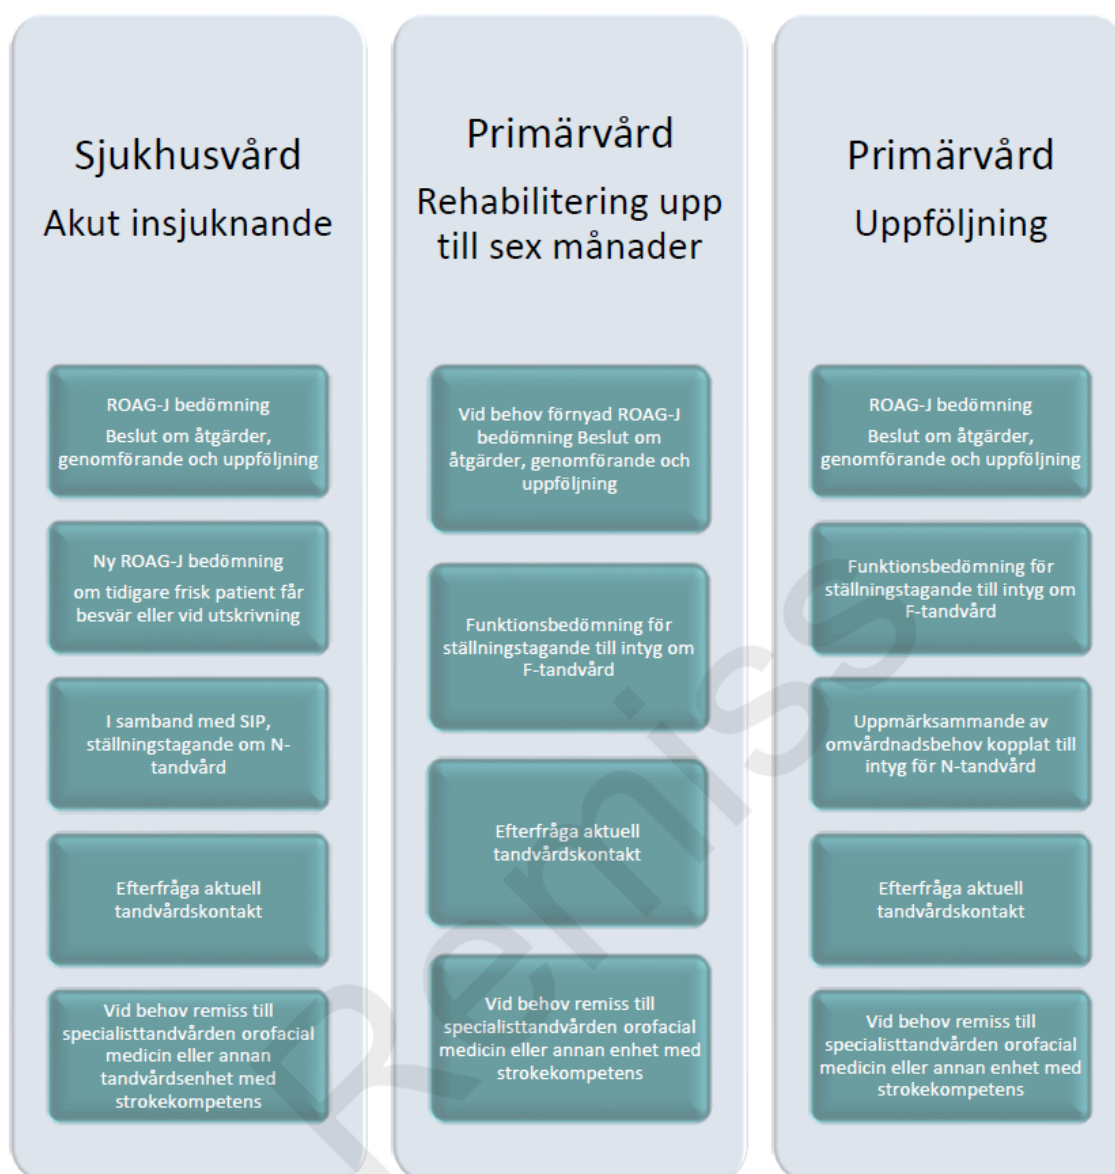 Sjukhusvård
Akut insjuknande
ROAG-J bedömning
Beslut om åtgärder,
genomförande och uppföljning
Ny ROAG-J bedömning
om tidigare frisk patient får
besvär eller vid utskrivning
I samband med SIP,
ställningstagande om N-
tandvård
Efterfråga aktuell
tandvårdskontakt
Vid behov remiss till
specialisttandvården orofacial
medicin eller annan
tandvårdsenhet med
strokekompetens
Primärvård
Rehabilitering upp
till sex månader
Vid behov förnyad ROAG-J
bedömning Beslut om
åtgärder, genomförande och
uppföljning
Funktionsbedömning för
ställningstagande till intyg om
F-tandvård
Efterfråga aktuell
tandvårdskontakt
Vid behov remiss till
specialisttandvården orofacial
medicin eller annan enhet med
strokekompetens
Primärvård
Uppföljning
ROAG-J bedömning
Beslut om åtgärder,
genomförande och uppföljning
Funktionsbedömning för
ställningstagande till intyg om
F-tandvård
Uppmärksammande av
omvårdnadsbehov kopplat till
intyg för N-tandvård
Efterfråga aktuell
tandvårdskontakt
Vid behov remiss till
specialisttandvården orofacial
medicin eller annan enhet med
strokekompetens
Remiss